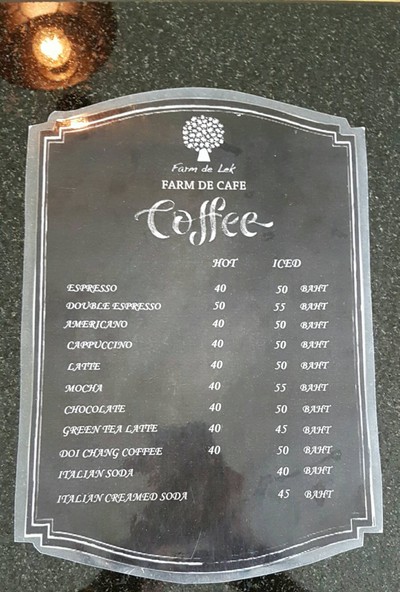 Farm de Lek
FARM DE CAFE
Coffee
HOT ICED
ESPRESSO 40 50 BAHT
DOUBLE ESPRESSO 50 55 BAHT
AMERICANO 40 50 BAHT
CAPPUCCINO 40 50 BAHT
LATTE 40 50 BAHT
MOCHA 40 55 BAHT
CHOCOLATE 40 50 BAHT
GREEN TEA LATTE 40 45 BAHT
DOI CHANG COFFEE 40 50 BAHT
ITALIAN SODA 40 BAHT
ITALIAN CREAMED SODA 45 BAHT